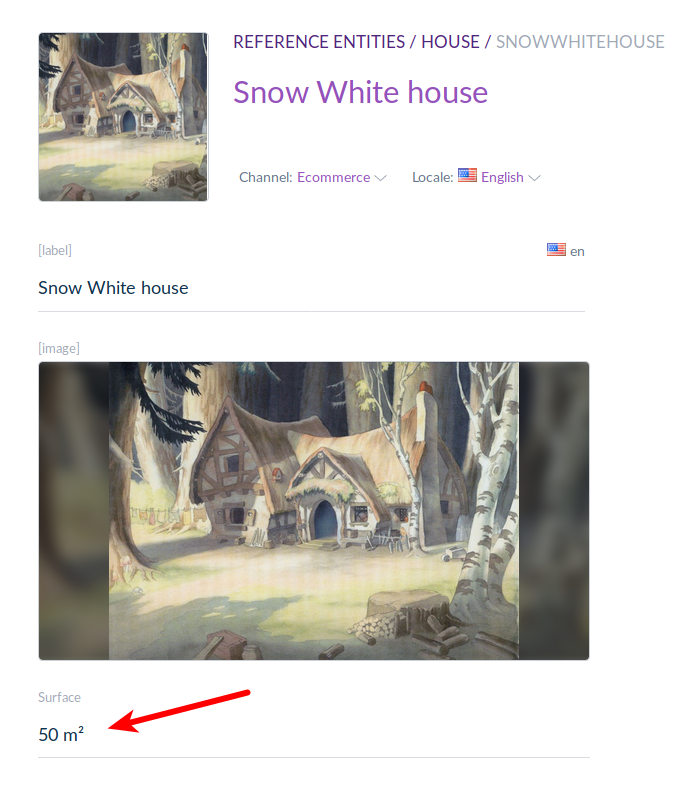 REFERENCE ENTITIES / HOUSE / SNOWWHITEHOUSE
Snow White house
Channel: Ecommerce Locale: English
[label] en
Snow White house
[image]
Surface
50 m²